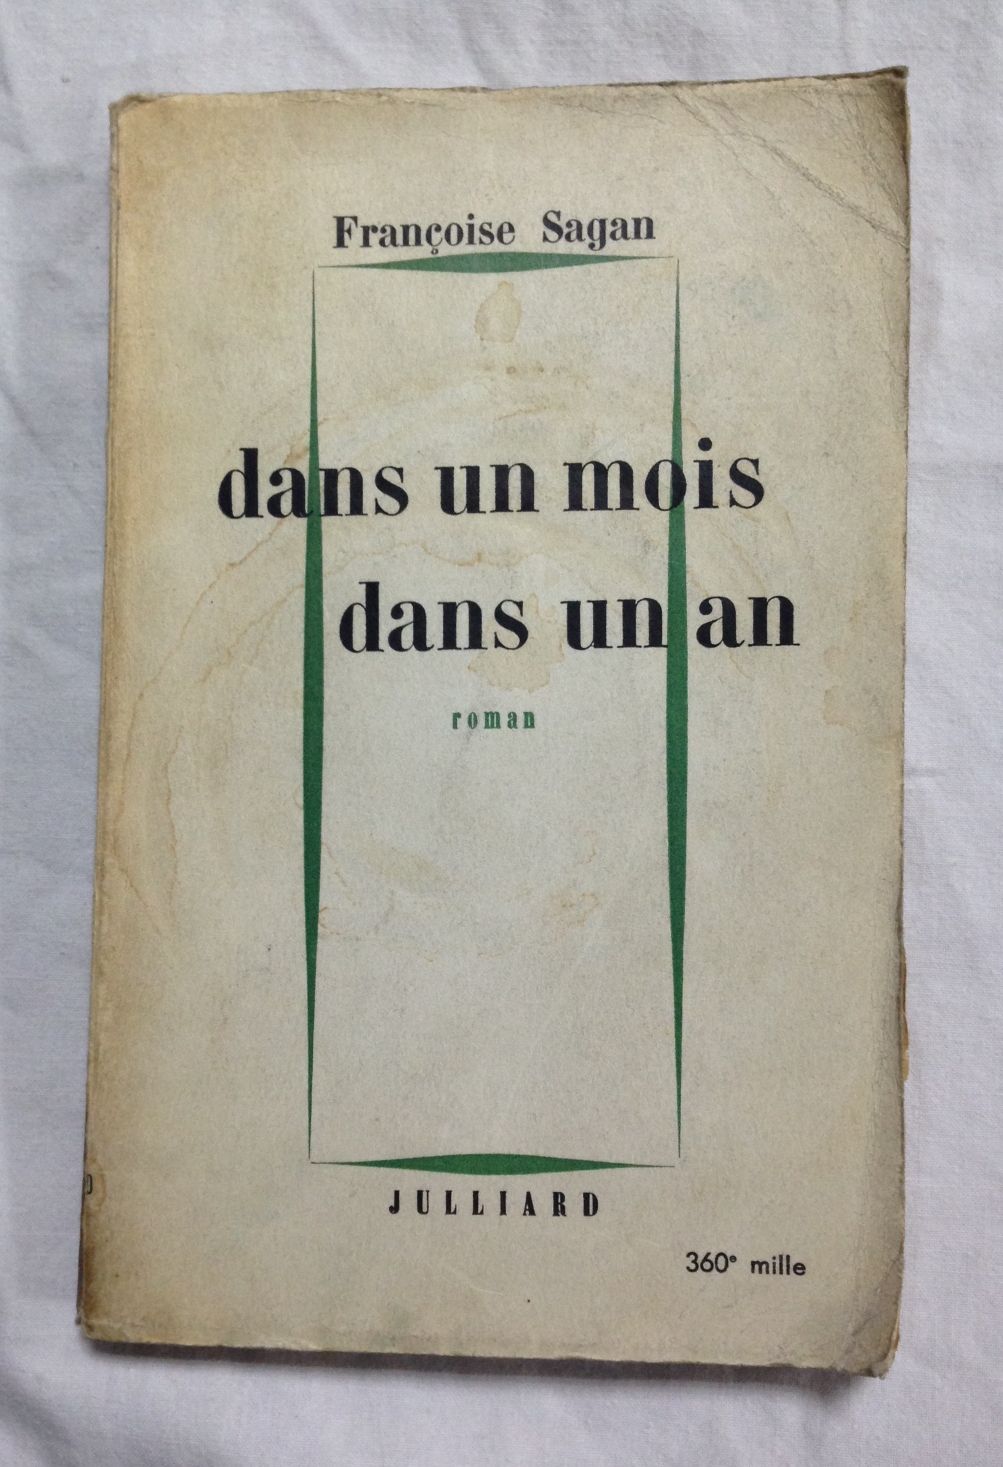 Françoise Sagan
dans un mois
dans un an
roman
JULLIARD
360e mille